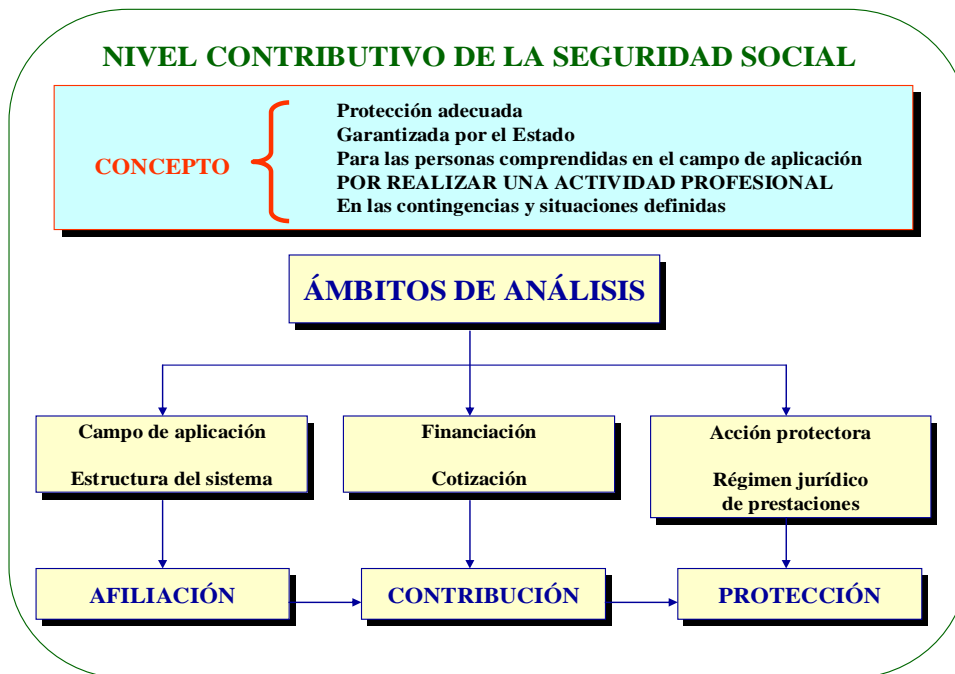 NIVEL CONTRIBUTIVO DE LA SEGURIDAD SOCIAL
CONCEPTO
Protección adecuada
Garantizada por el Estado
Para las personas comprendidas en el campo de aplicación
POR REALIZAR UNA ACTIVIDAD PROFESIONAL
En las contingencias y situaciones definidas
ÁMBITOS DE ANÁLISIS
Campo de aplicación
Estructura del sistema
Financiación
Cotización
Acción protectora
Régimen jurídico
de prestaciones
AFILIACIÓN
CONTRIBUCIÓN
PROTECCIÓN